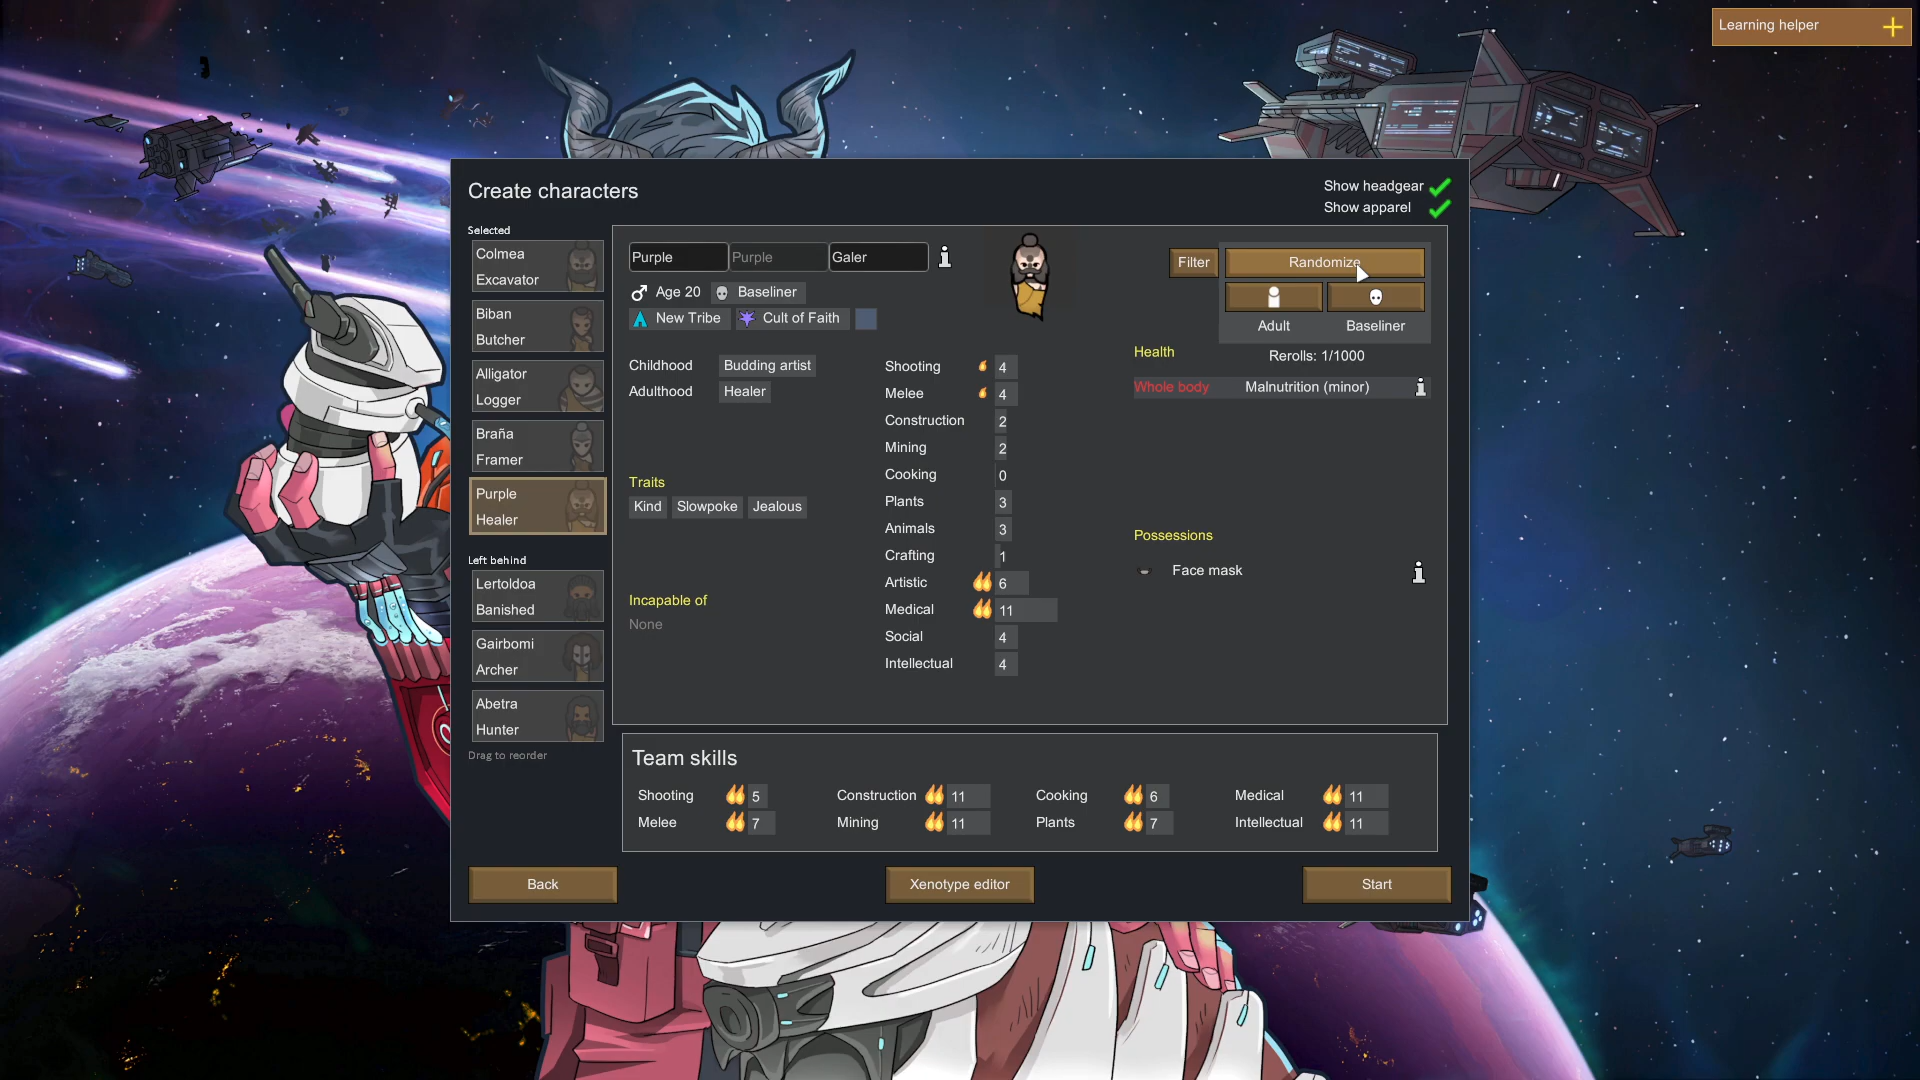 Learning helper
Create characters
Show headgear
Show apparel
Selected
Colmea
Excavator
Biban
Butcher
Alligator
Logger
Braña
Framer
Purple
Healer
Left behind
Lertoldoa
Banished
Gairbomi
Archer
Abetra
Hunter
Drag to reorder
Purple Purple Galer
Age 20 Baseliner
New Tribe Cult of Faith
Childhood Budding artist
Adulthood Healer
Traits
Kind Slowpoke Jealous
Incapable of
None
Shooting 4
Melee 4
Construction 2
Mining 2
Cooking 0
Plants 3
Animals 3
Crafting 1
Artistic 6
Medical 11
Social 4
Intellectual 4
Filter Randomize
Adult Baseliner
Rerolls: 1/1000
Health
Whole body Malnutrition (minor)
Possessions
Face mask
Team skills
Shooting 5 Construction 11 Cooking 6 Medical 11
Melee 7 Mining 11 Plants 7 Intellectual 11
Back Xenotype editor Start